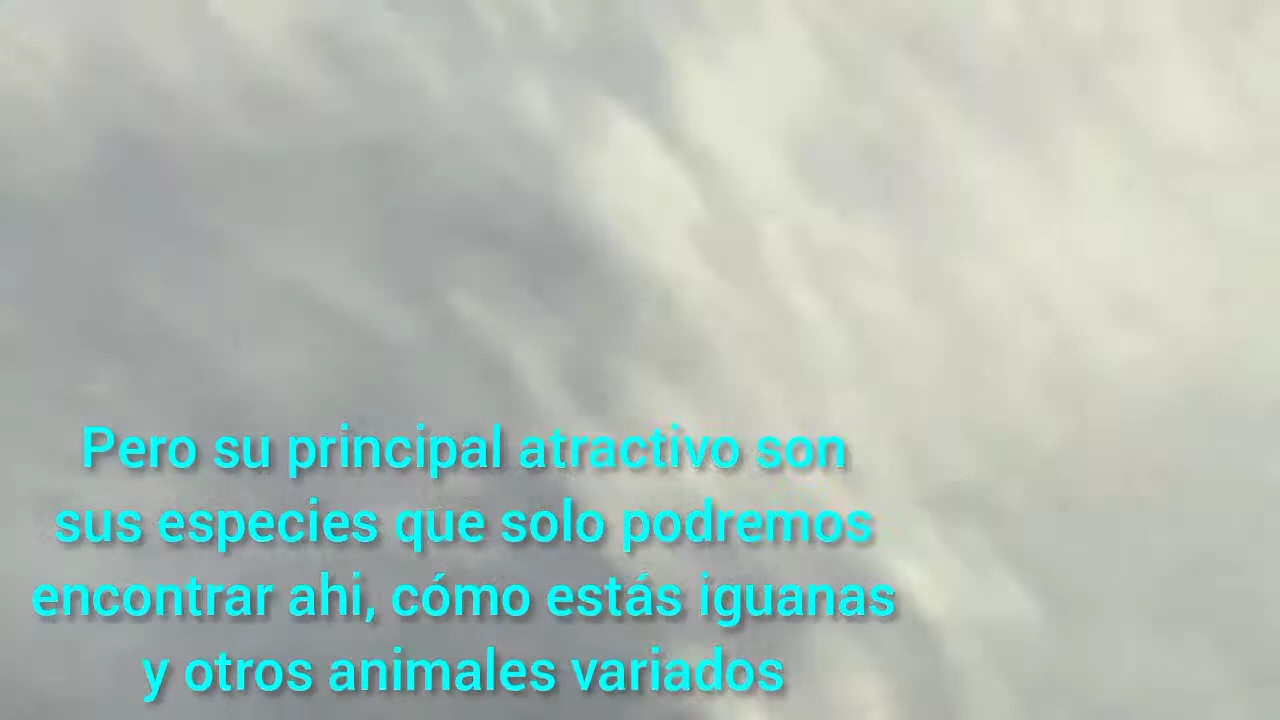 Pero su principal atractivo son
sus especies que solo podremos
encontrar ahi, cómo estás iguanas
y otros animales variados